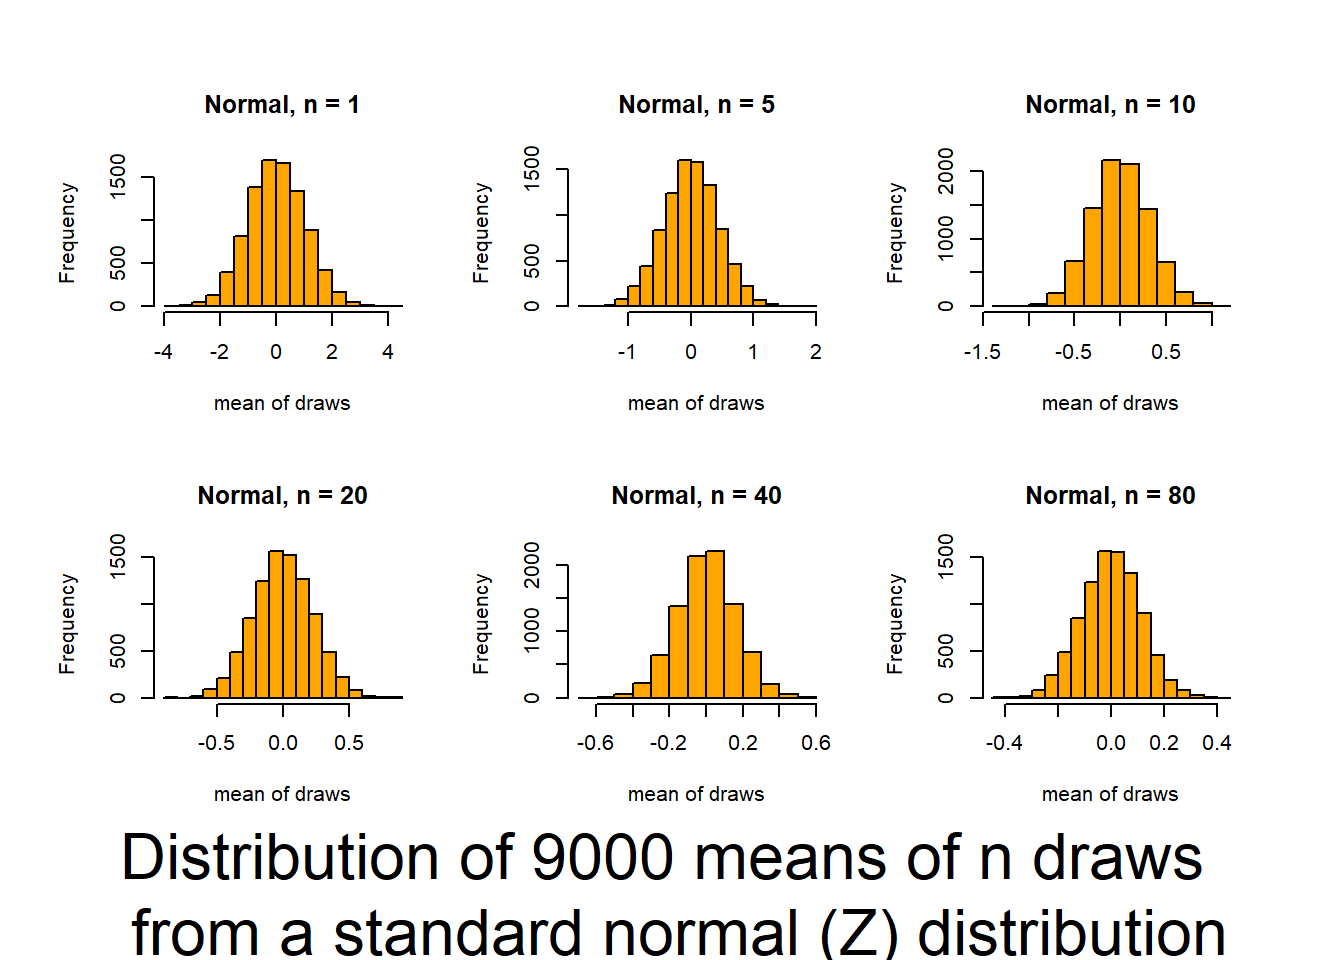 Normal, n = 1
Frequency
0 500 1500
-4 -2 0 2 4
mean of draws
Normal, n = 5
Frequency
0 500 1500
-1 0 1 2
mean of draws
Normal, n = 10
Frequency
0 1000 2000
-1.5 -0.5 0.5
mean of draws
Normal, n = 20
Frequency
0 500 1500
-0.5 0.0 0.5
mean of draws
Normal, n = 40
Frequency
0 1000 2000
-0.6 -0.2 0.2 0.6
mean of draws
Normal, n = 80
Frequency
0 500 1500
-0.4 0.0 0.2 0.4
mean of draws
Distribution of 9000 means of n draws
from a standard normal (Z) distribution